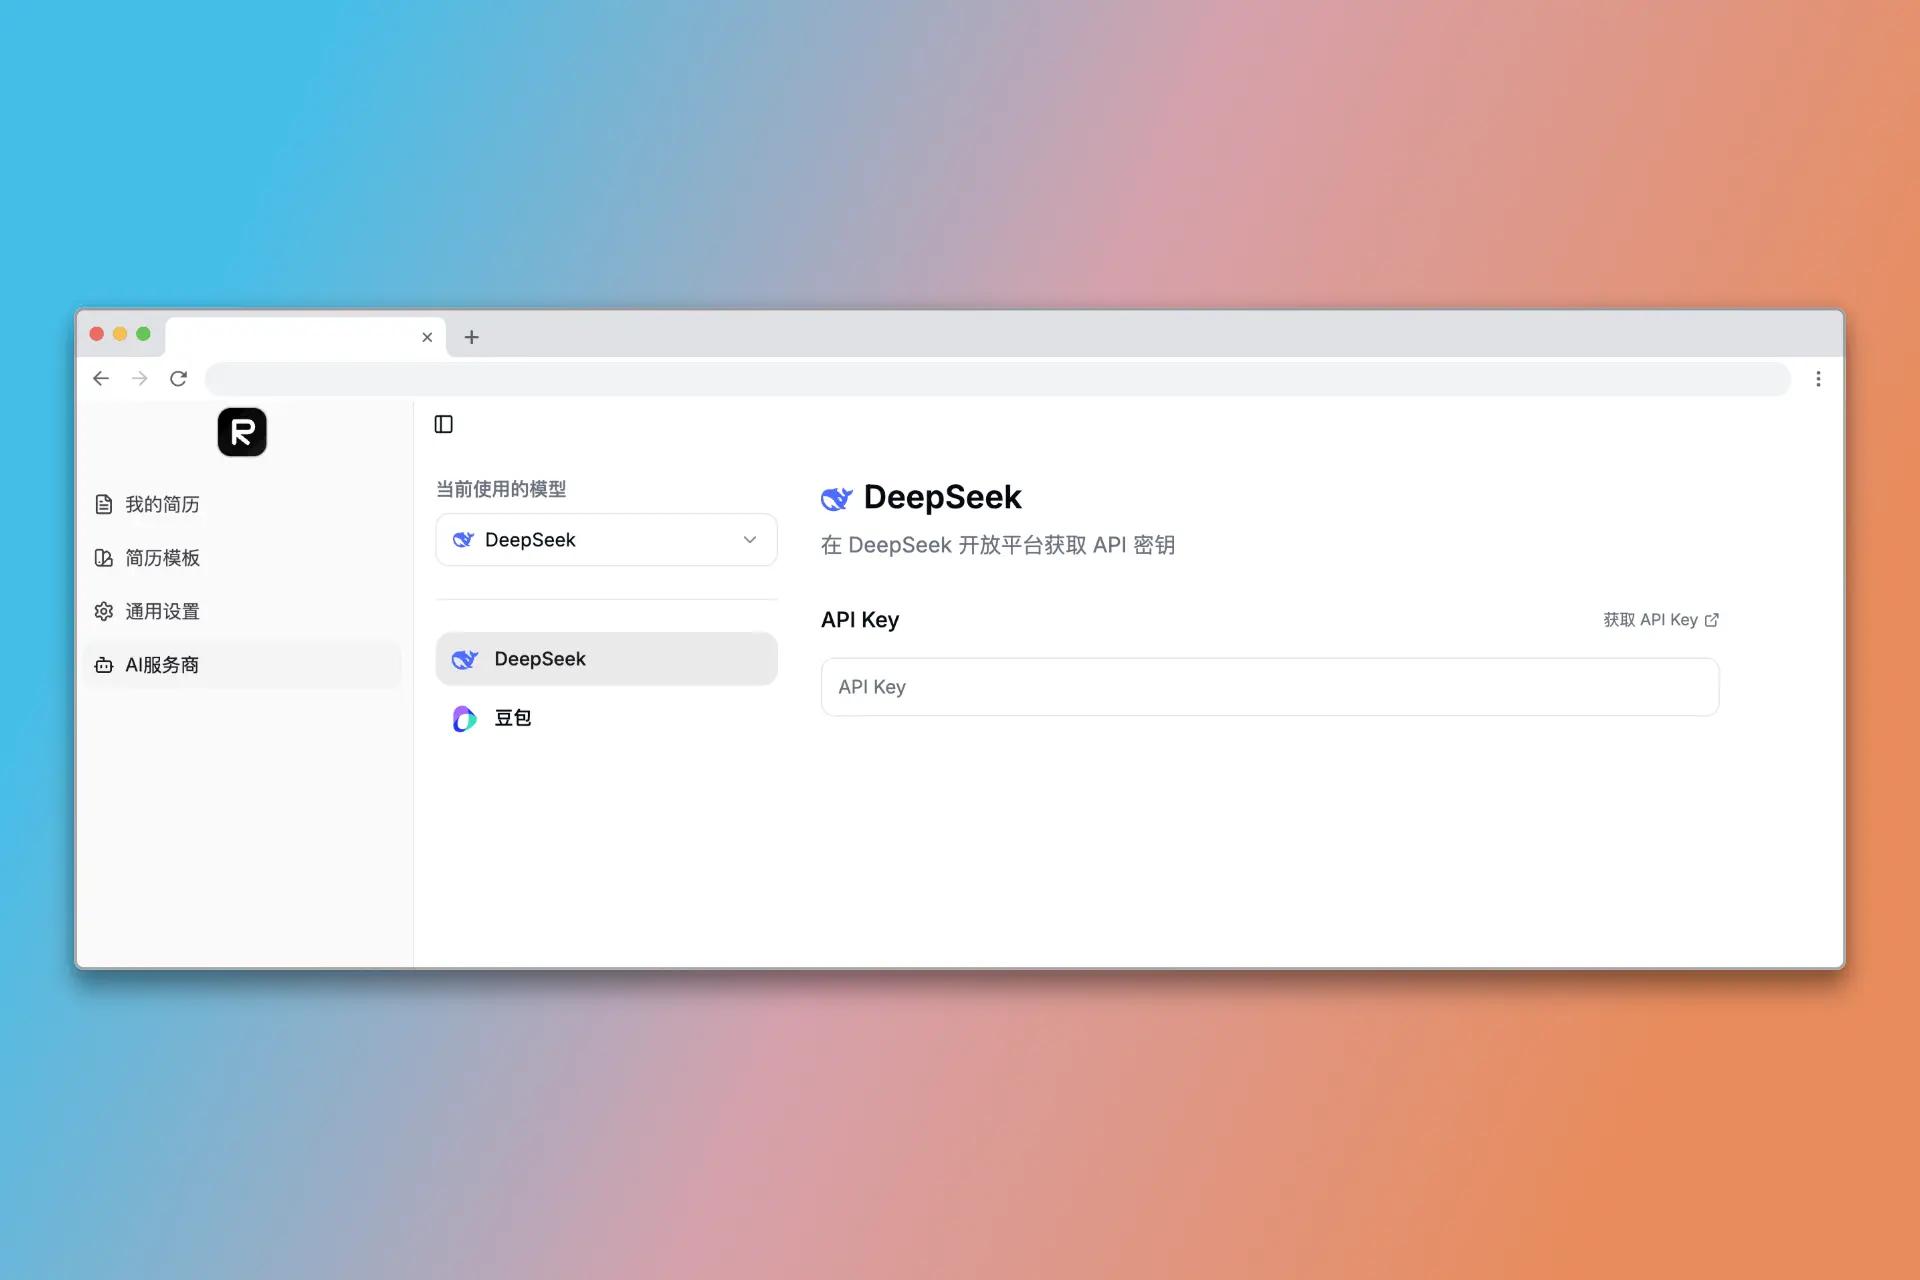 R
我的简历
简历模板
通用设置
AI服务商
当前使用的模型
DeepSeek
DeepSeek
豆包
DeepSeek
在 DeepSeek 开放平台获取 API 密钥
API Key
获取 API Key
API Key